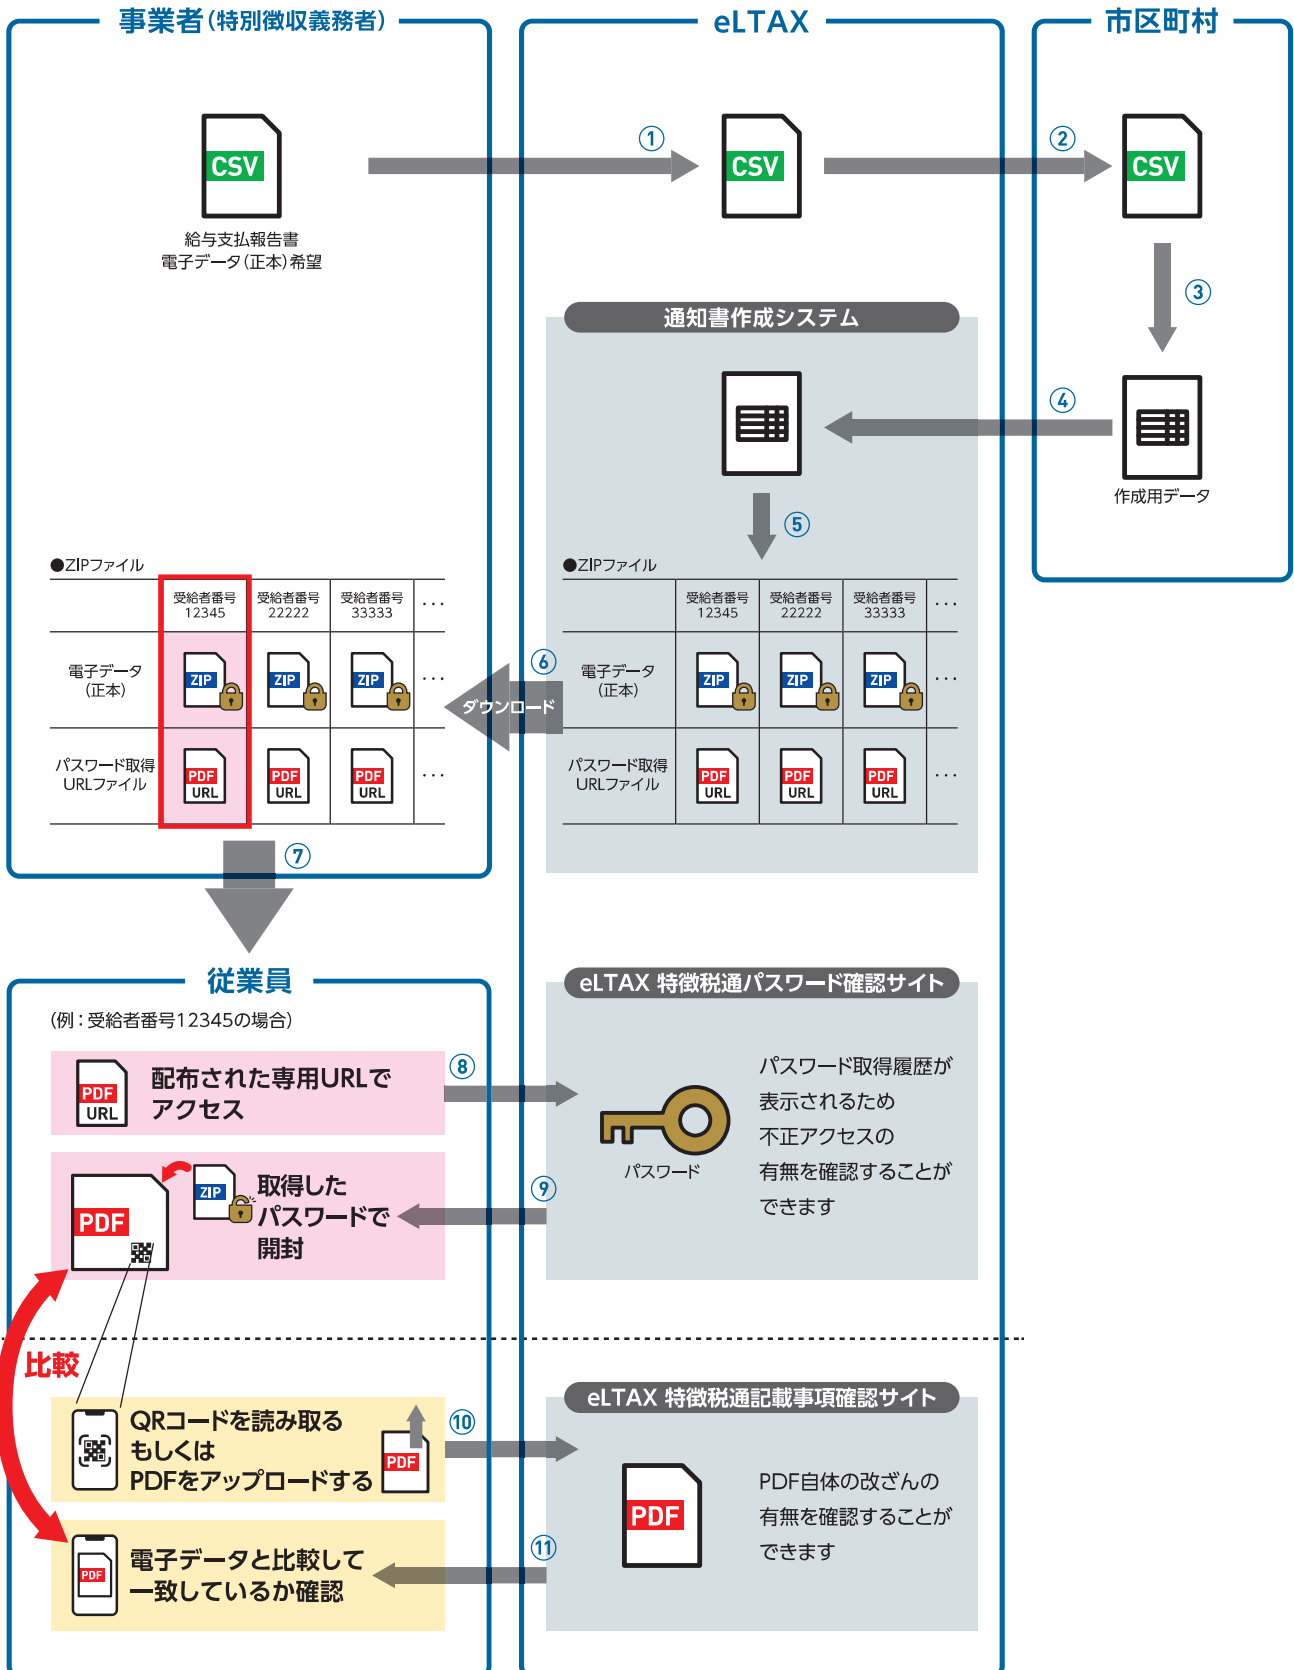 事業者(特別徴収義務者)
eLTAX
市区町村
①
②
CSV
CSV
CSV
給与支払報告書
電子データ(正本)希望
③
通知書作成システム
④
作成用データ
⑤
●ZIPファイル
受給者番号
12345
受給者番号
22222
受給者番号
33333
・・・
電子データ
(正本)
ZIP
ZIP
ZIP
・・・
パスワード取得
URLファイル
PDF
URL
PDF
URL
PDF
URL
・・・
⑥
ダウンロード
●ZIPファイル
受給者番号
12345
受給者番号
22222
受給者番号
33333
・・・
電子データ
(正本)
ZIP
ZIP
ZIP
・・・
パスワード取得
URLファイル
PDF
URL
PDF
URL
PDF
URL
・・・
⑦
従業員
(例：受給者番号12345の場合)
PDF
URL
配布された専用URLで
アクセス
⑧
eLTAX 特徴税通パスワード確認サイト
パスワード
パスワード取得履歴が
表示されるため
不正アクセスの
有無を確認することが
できます
⑨
PDF
ZIP
取得した
パスワードで
開封
比較
QRコードを読み取る
もしくは
PDFをアップロードする
PDF
⑩
eLTAX 特徴税通記載事項確認サイト
PDF
PDF自体の改ざんの
有無を確認することが
できます
⑪
PDF
電子データと比較して
一致しているか確認